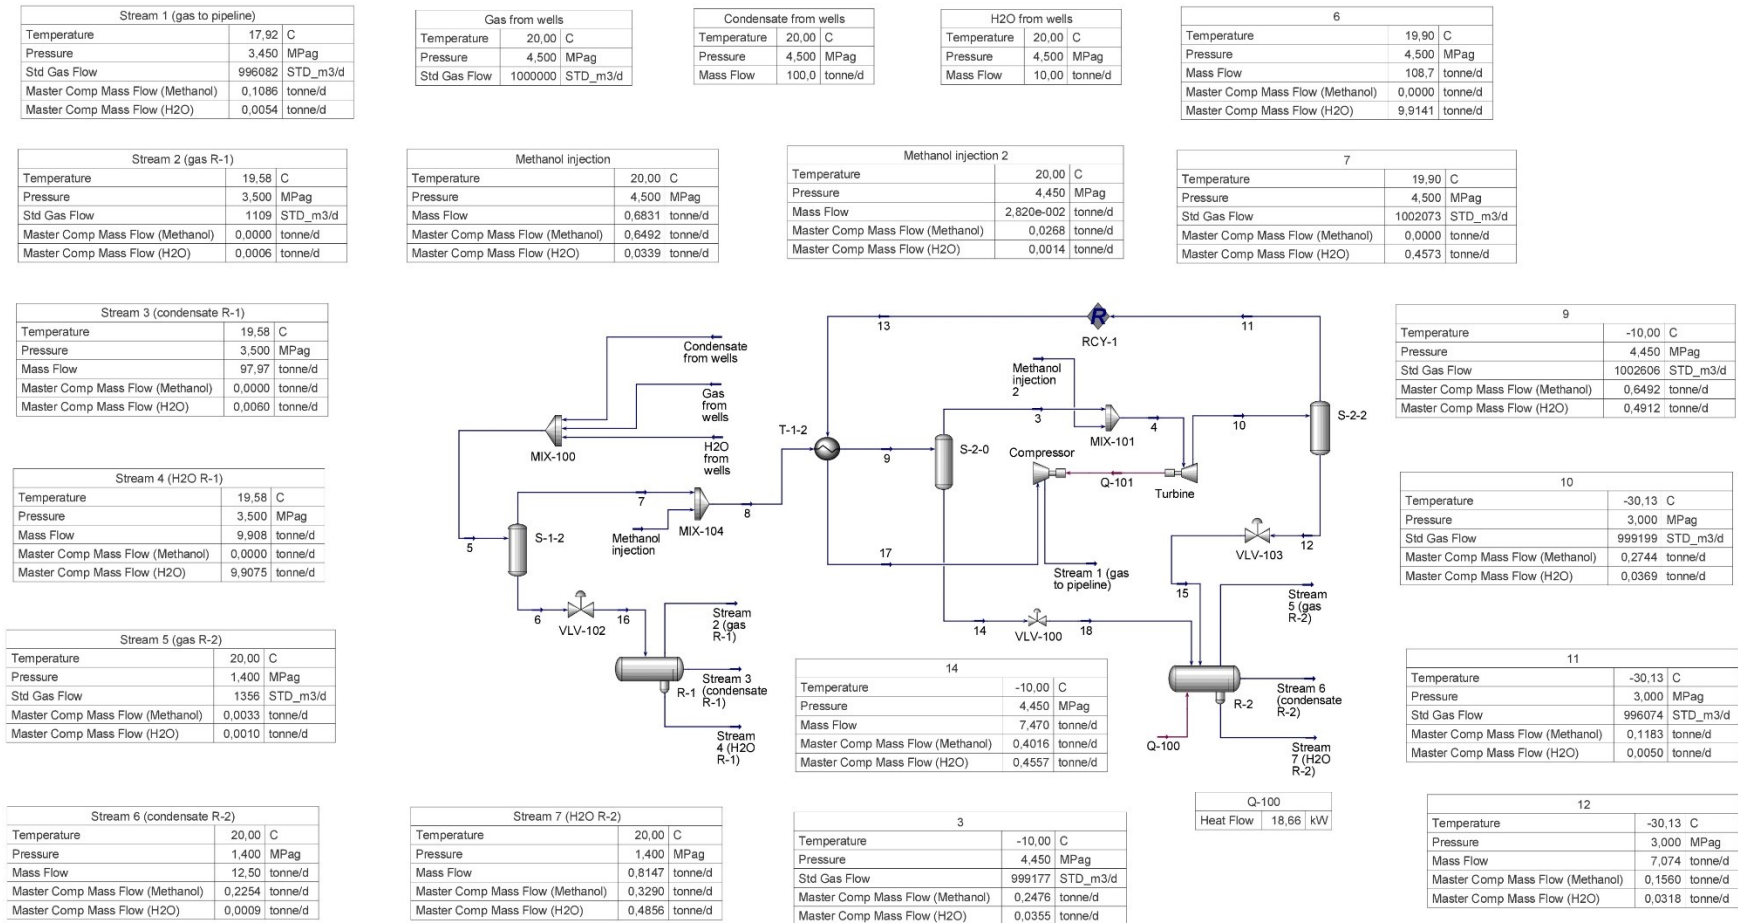 Stream 1 (gas to pipeline)
Temperature 17,92 C
Pressure 3,450 MPag
Std Gas Flow 996082 STD_m3/d
Master Comp Mass Flow (Methanol) 0,1086 tonne/d
Master Comp Mass Flow (H2O) 0,0054 tonne/d
Gas from wells
Temperature 20,00 C
Pressure 4,500 MPag
Std Gas Flow 1000000 STD_m3/d
Condensate from wells
Temperature 20,00 C
Pressure 4,500 MPag
Mass Flow 100,0 tonne/d
H2O from wells
Temperature 20,00 C
Pressure 4,500 MPag
Mass Flow 10,00 tonne/d
6
Temperature 19,90 C
Pressure 4,500 MPag
Mass Flow 108,7 tonne/d
Master Comp Mass Flow (Methanol) 0,0000 tonne/d
Master Comp Mass Flow (H2O) 9,9141 tonne/d
Stream 2 (gas R-1)
Temperature 19,58 C
Pressure 3,500 MPag
Std Gas Flow 1109 STD_m3/d
Master Comp Mass Flow (Methanol) 0,0000 tonne/d
Master Comp Mass Flow (H2O) 0,0006 tonne/d
Methanol injection
Temperature 20,00 C
Pressure 4,500 MPag
Mass Flow 0,6831 tonne/d
Master Comp Mass Flow (Methanol) 0,6492 tonne/d
Master Comp Mass Flow (H2O) 0,0339 tonne/d
Methanol injection 2
Temperature 20,00 C
Pressure 4,450 MPag
Mass Flow 2,820e-002 tonne/d
Master Comp Mass Flow (Methanol) 0,0268 tonne/d
Master Comp Mass Flow (H2O) 0,0014 tonne/d
7
Temperature 19,90 C
Pressure 4,500 MPag
Std Gas Flow 1002073 STD_m3/d
Master Comp Mass Flow (Methanol) 0,0000 tonne/d
Master Comp Mass Flow (H2O) 0,4573 tonne/d
Stream 3 (condensate R-1)
Temperature 19,58 C
Pressure 3,500 MPag
Mass Flow 97,97 tonne/d
Master Comp Mass Flow (Methanol) 0,0000 tonne/d
Master Comp Mass Flow (H2O) 0,0060 tonne/d
Stream 4 (H2O R-1)
Temperature 19,58 C
Pressure 3,500 MPag
Mass Flow 9,908 tonne/d
Master Comp Mass Flow (Methanol) 0,0000 tonne/d
Master Comp Mass Flow (H2O) 9,9075 tonne/d
Stream 5 (gas R-2)
Temperature 20,00 C
Pressure 1,400 MPag
Std Gas Flow 1356 STD_m3/d
Master Comp Mass Flow (Methanol) 0,0033 tonne/d
Master Comp Mass Flow (H2O) 0,0010 tonne/d
Condensate
from wells
Gas
from
wells
H2O
from
wells
MIX-100
5
S-1-2
7
Methanol
injection
MIX-104
8
6
VLV-102
16
R-1
Stream
2 (gas
R-1)
Stream 3
(condensate
R-1)
Stream
4 (H2O
R-1)
13
R
RCY-1
11
T-1-2
9
Methanol
injection
2
3
S-2-0
MIX-101
4
10
S-2-2
Compressor
Q-101
Turbine
17
Stream 1 (gas
to pipeline)
VLV-103
12
15
14
VLV-100
18
Stream
5 (gas
R-2)
R-2
Stream 6
(condensate
R-2)
Q-100
Stream
7 (H2O
R-2)
9
Temperature -10,00 C
Pressure 4,450 MPag
Std Gas Flow 1002606 STD_m3/d
Master Comp Mass Flow (Methanol) 0,6492 tonne/d
Master Comp Mass Flow (H2O) 0,4912 tonne/d
10
Temperature -30,13 C
Pressure 3,000 MPag
Std Gas Flow 999199 STD_m3/d
Master Comp Mass Flow (Methanol) 0,2744 tonne/d
Master Comp Mass Flow (H2O) 0,0369 tonne/d
14
Temperature -10,00 C
Pressure 4,450 MPag
Mass Flow 7,470 tonne/d
Master Comp Mass Flow (Methanol) 0,4016 tonne/d
Master Comp Mass Flow (H2O) 0,4557 tonne/d
11
Temperature -30,13 C
Pressure 3,000 MPag
Std Gas Flow 996074 STD_m3/d
Master Comp Mass Flow (Methanol) 0,1183 tonne/d
Master Comp Mass Flow (H2O) 0,0050 tonne/d
Stream 6 (condensate R-2)
Temperature 20,00 C
Pressure 1,400 MPag
Mass Flow 12,50 tonne/d
Master Comp Mass Flow (Methanol) 0,2254 tonne/d
Master Comp Mass Flow (H2O) 0,0009 tonne/d
Stream 7 (H2O R-2)
Temperature 20,00 C
Pressure 1,400 MPag
Mass Flow 0,8147 tonne/d
Master Comp Mass Flow (Methanol) 0,3290 tonne/d
Master Comp Mass Flow (H2O) 0,4856 tonne/d
3
Temperature -10,00 C
Pressure 4,450 MPag
Std Gas Flow 999177 STD_m3/d
Master Comp Mass Flow (Methanol) 0,2476 tonne/d
Master Comp Mass Flow (H2O) 0,0355 tonne/d
Q-100
Heat Flow 18,66 kW
12
Temperature -30,13 C
Pressure 3,000 MPag
Mass Flow 7,074 tonne/d
Master Comp Mass Flow (Methanol) 0,1560 tonne/d
Master Comp Mass Flow (H2O) 0,0318 tonne/d